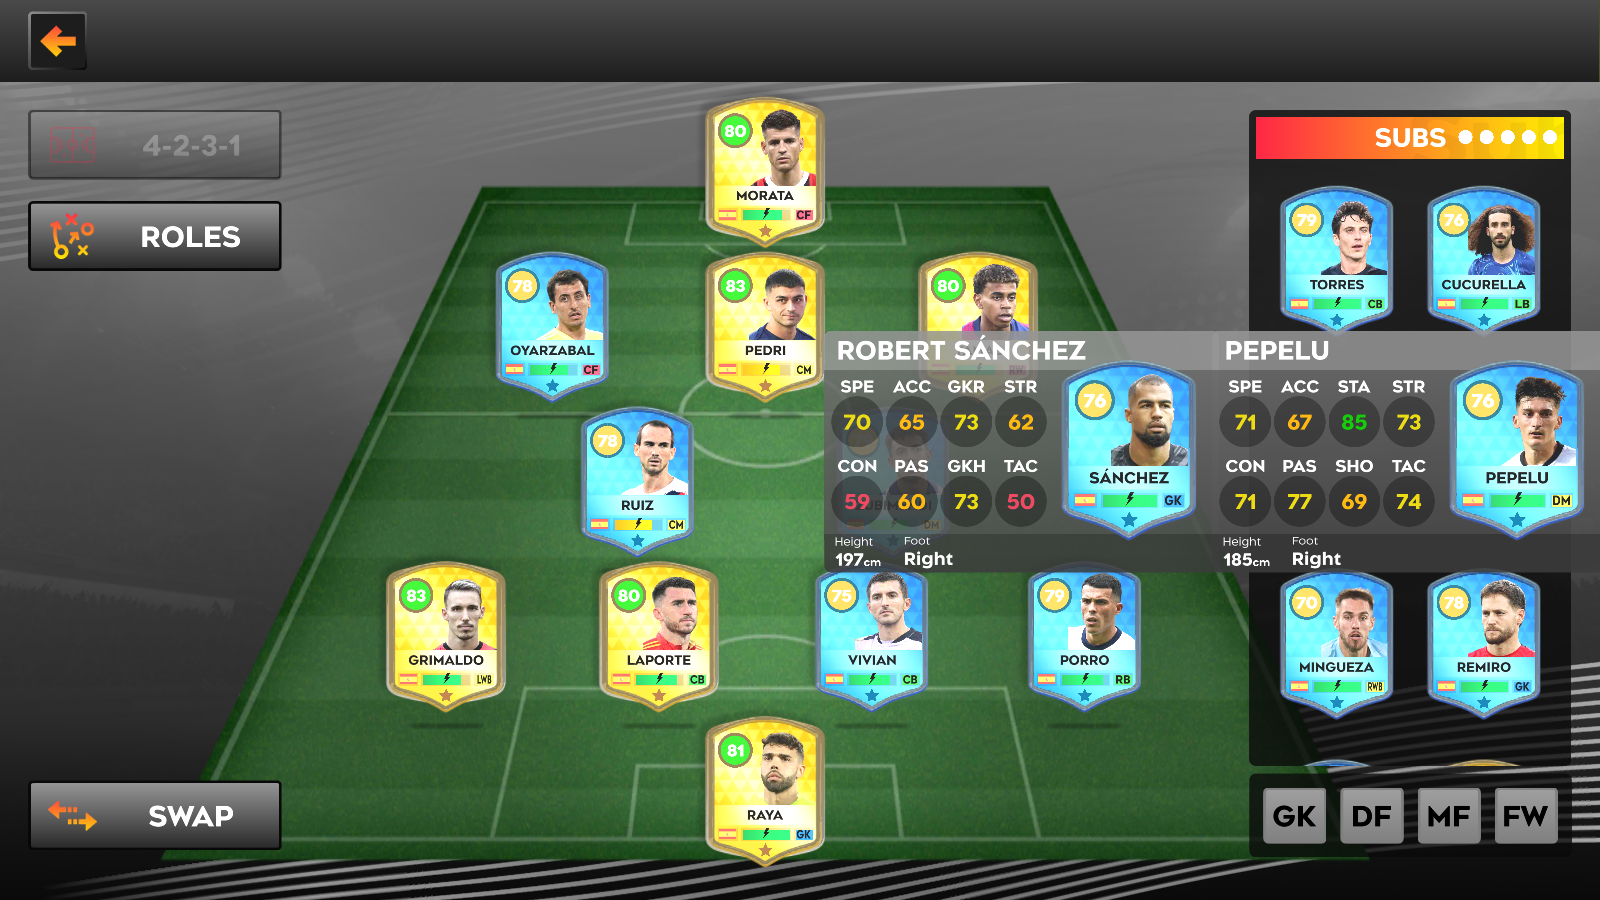 4-2-3-1
ROLES
SWAP
80
MORATA
CF
78
OYARZABAL
CF
83
PEDRI
CM
80
RW
78
RUIZ
CM
DM
83
GRIMALDO
LWB
80
LAPORTE
CB
75
VIVIAN
CB
79
PORRO
RB
81
RAYA
GK
ROBERT SÁNCHEZ
SPE ACC GKR STR
70 65 73 62
CON PAS GKH TAC
59 60 73 50
Height Foot
197cm Right
76
SÁNCHEZ
GK
PEPELU
SPE ACC STA STR
71 67 85 73
CON PAS SHO TAC
71 77 69 74
Height Foot
185cm Right
76
PEPELU
DM
SUBS
79
TORRES
CB
76
CUCURELLA
LB
70
MINGUEZA
RWB
78
REMIRO
GK
GK DF MF FW